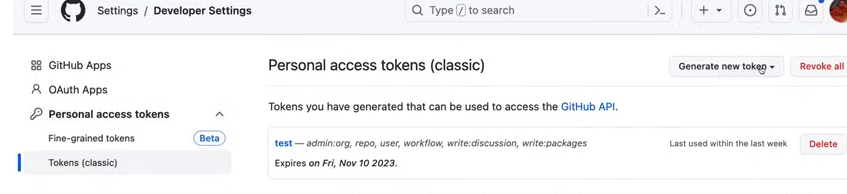 Settings / Developer Settings
Type / to search
GitHub Apps
OAuth Apps
Personal access tokens
Fine-grained tokens Beta
Tokens (classic)
Personal access tokens (classic)
Generate new token
Revoke all
Tokens you have generated that can be used to access the GitHub API.
test — admin:org, repo, user, workflow, write:discussion, write:packages
Last used within the last week
Delete
Expires on Fri, Nov 10 2023.